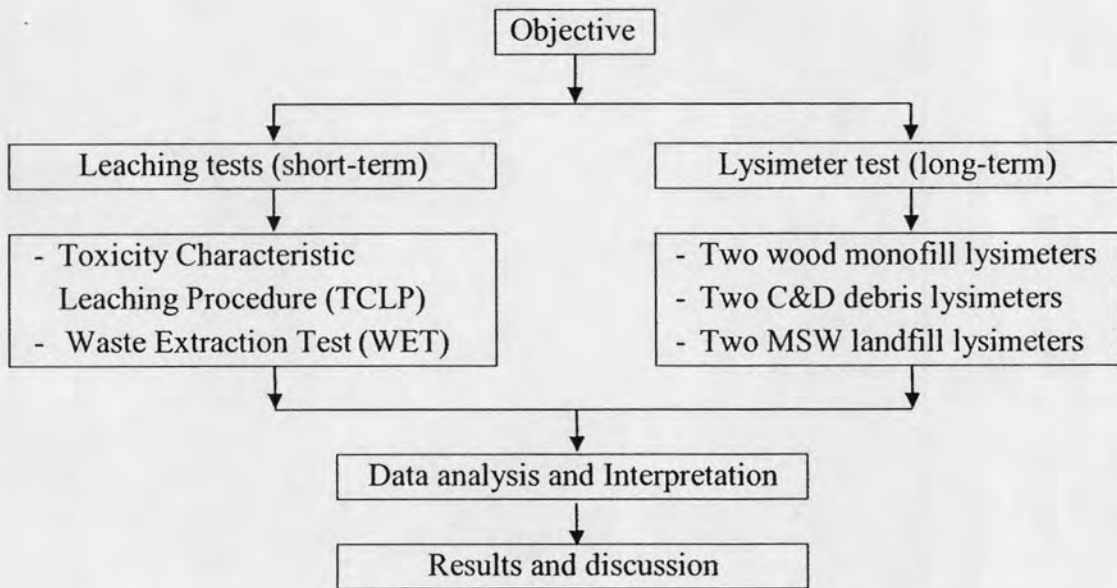 Objective
Leaching tests (short-term)
Lysimeter test (long-term)
- Toxicity Characteristic
Leaching Procedure (TCLP)
- Waste Extraction Test (WET)
- Two wood monofill lysimeters
- Two C&D debris lysimeters
- Two MSW landfill lysimeters
Data analysis and Interpretation
Results and discussion